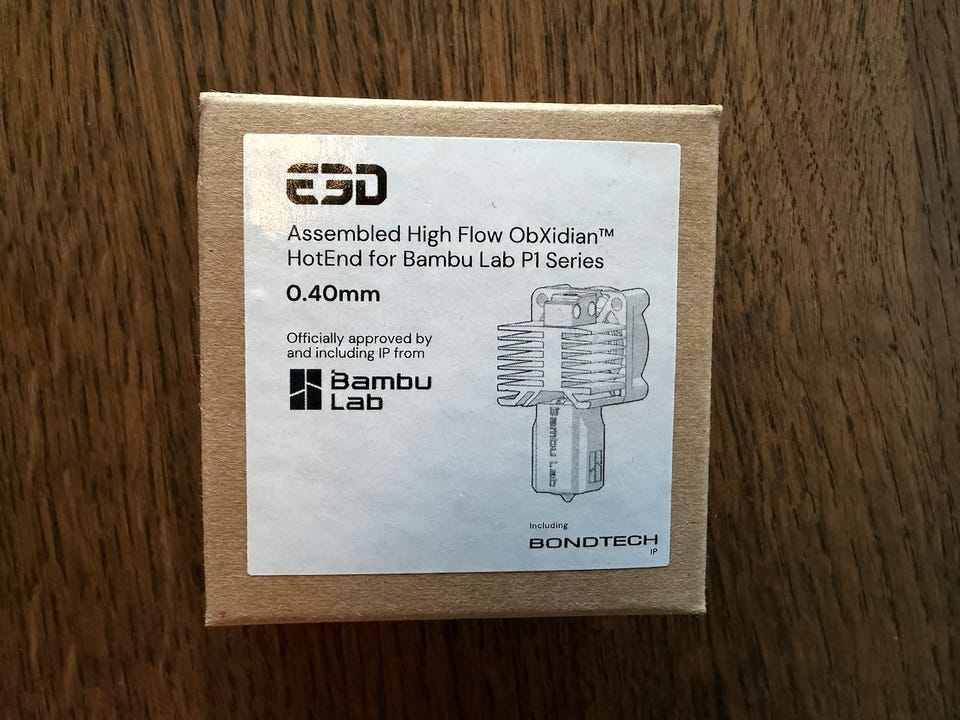 E3D
Assembled High Flow ObXidian™
HotEnd for Bambu Lab P1 Series
0.40mm
Officially approved by
and including IP from
Bambu
Lab
Bambu Lab
Including
BONDTECH
IP